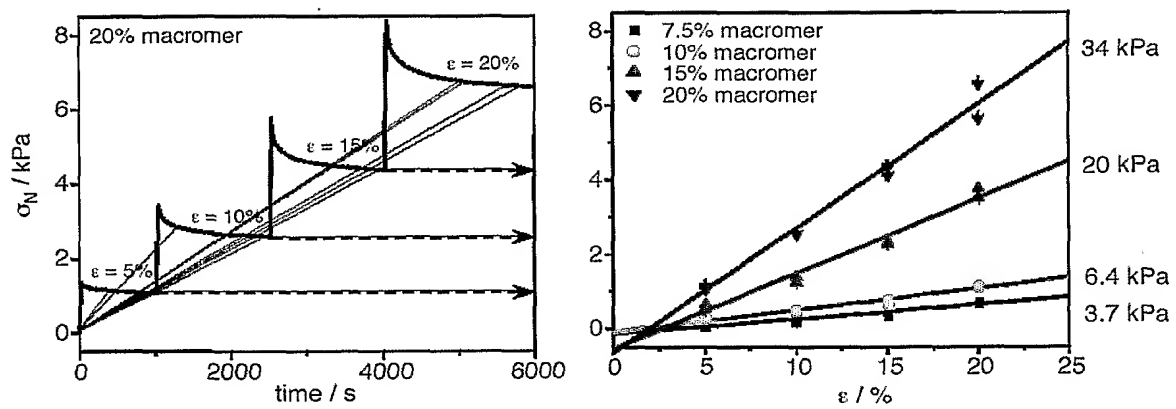 20% macromer
ε = 5%
ε = 10%
ε = 15%
ε = 20%
σN / kPa
0
2
4
6
8
0
2000
4000
6000
time / s
7.5% macromer
10% macromer
15% macromer
20% macromer
34 kPa
20 kPa
6.4 kPa
3.7 kPa
8
6
4
2
0
0
5
10
15
20
25
ε / %